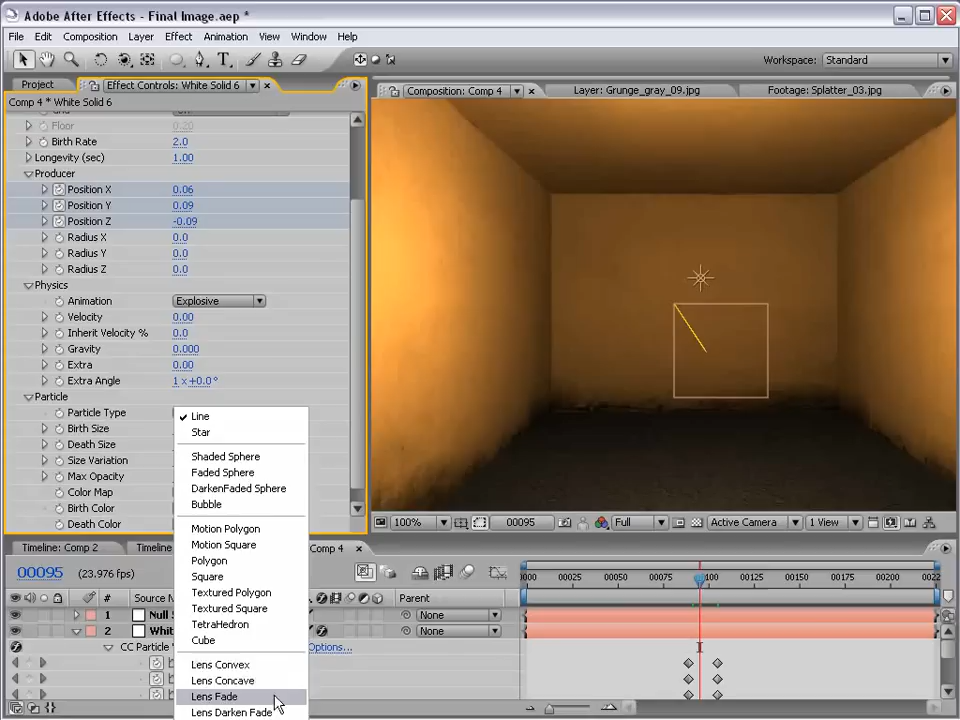 Adobe After Effects - Final Image.aep *
File Edit Composition Layer Effect Animation View Window Help
Workspace: Standard
Project Effect Controls: White Solid 6
Composition: Comp 4 Layer: Grunge_gray_09.jpg Footage: Splatter_03.jpg
Comp 4 * White Solid 6
Floor 0.20
Birth Rate 2.0
Longevity (sec) 1.00
Producer
Position X 0.06
Position Y 0.09
Position Z -0.09
Radius X 0.0
Radius Y 0.0
Radius Z 0.0
Physics
Animation Explosive
Velocity 0.00
Inherit Velocity % 0.0
Gravity 0.000
Extra 0.00
Extra Angle 1 x +0.0°
Particle
Particle Type
Birth Size
Death Size
Size Variation
Max Opacity
Color Map
Birth Color
Death Color
Line
Star
Shaded Sphere
Faded Sphere
DarkenFaded Sphere
Bubble
Motion Polygon
Motion Square
Polygon
Square
Textured Polygon
Textured Square
TetraHedron
Cube
Lens Convex
Lens Concave
Lens Fade
Lens Darken Fade
100% 00095 Full Active Camera 1 View
Timeline: Comp 2 Timeline Comp 4
00095 (23.976 fps)
0000 00025 00050 00075 100 00125 00150 00175 00200 0022
# Source N Parent
1 Null S None
2 Whit None
CC Particle Options...